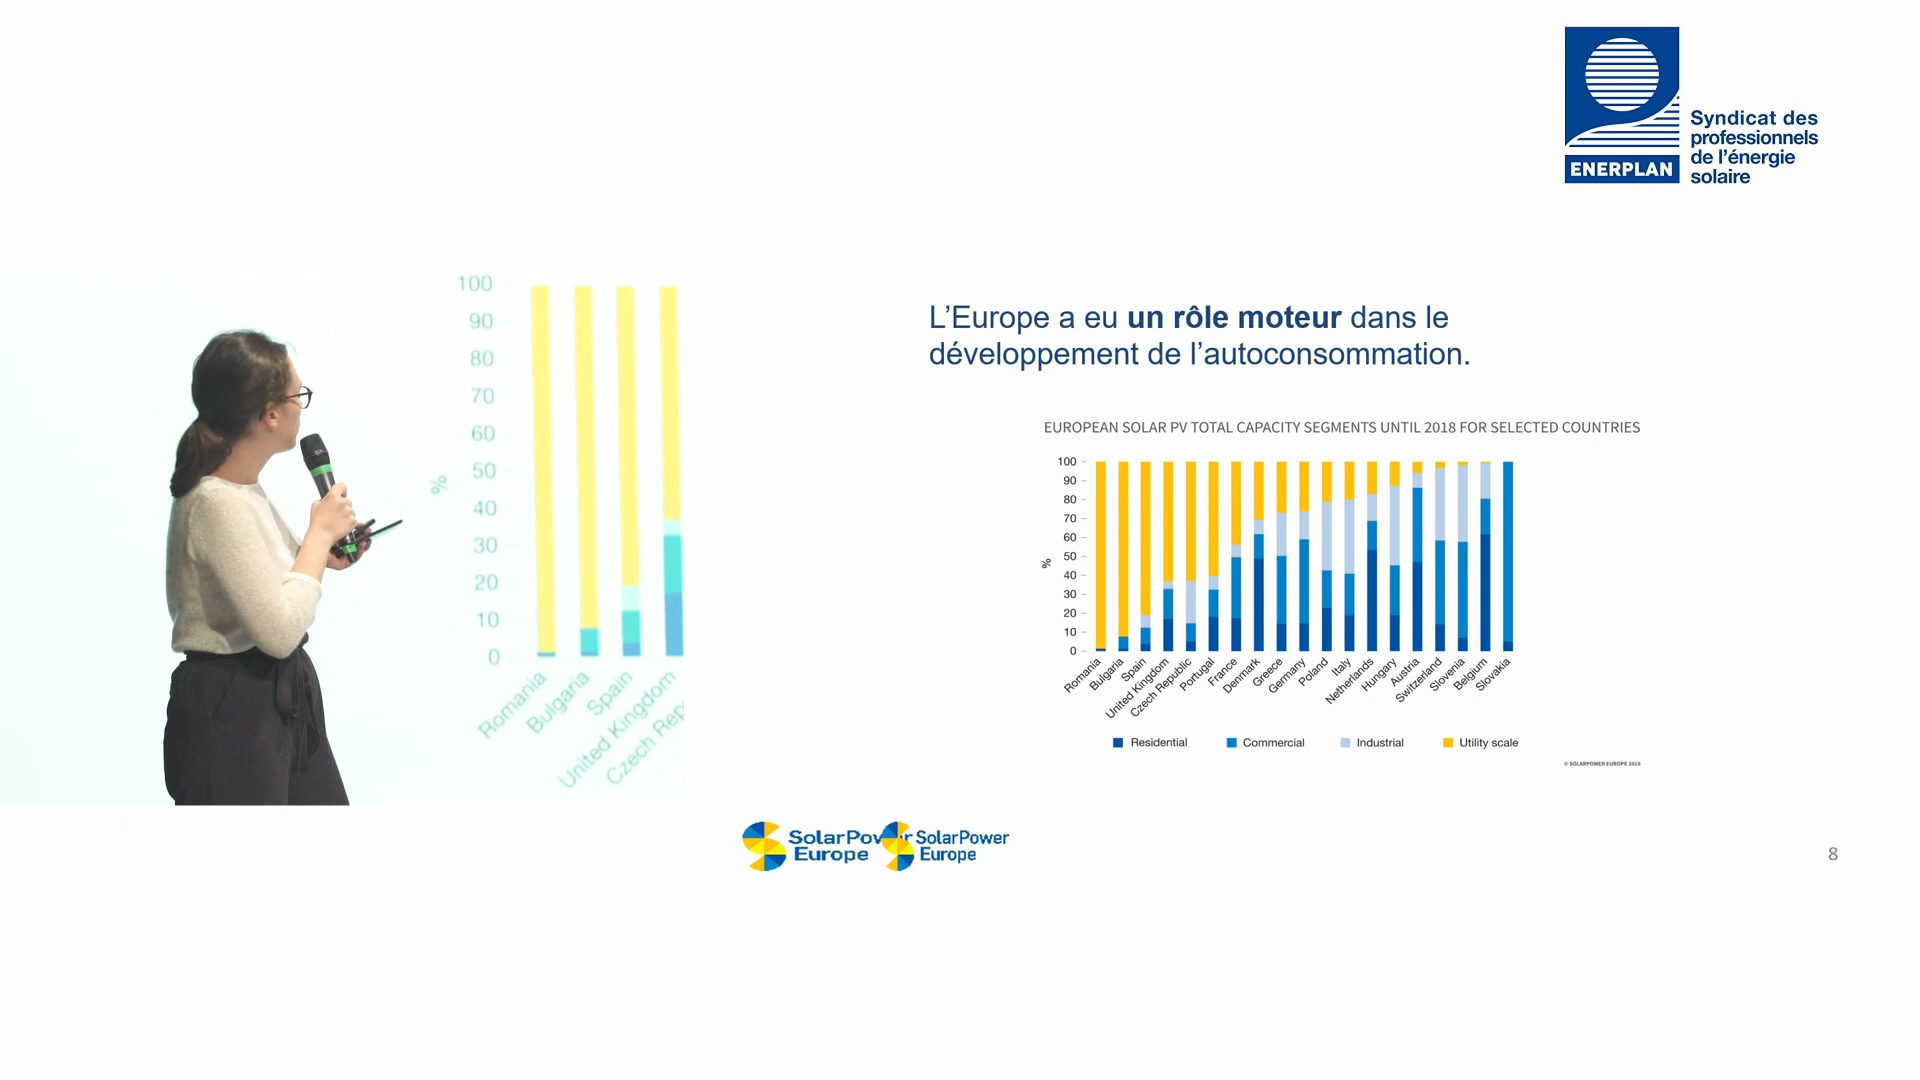 ENERPLAN
Syndicat des
professionnels
de l'énergie
solaire
100
90
80
70
60
50
40
30
20
10
0
%
Romania
Bulgaria
Spain
United Kingdom
L'Europe a eu un rôle moteur dans le
développement de l'autoconsommation.
EUROPEAN SOLAR PV TOTAL CAPACITY SEGMENTS UNTIL 2018 FOR SELECTED COUNTRIES
100
90
80
70
60
50
40
30
20
10
0
%
Romania
Bulgaria
Spain
United Kingdom
Czech Republic
Portugal
France
Denmark
Greece
Germany
Poland
Italy
Netherlands
Hungary
Austria
Switzerland
Slovenia
Belgium
Slovakia
Residential Commercial Industrial Utility scale
© SOLARPOWER EUROPE 2019
SolarPower SolarPower
Europe Europe
8